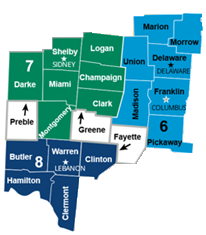 Marion
Morrow
Shelby
SIDNEY
Logan
Union
Delaware
DELAWARE
7
Darke
Miami
Champaign
Clark
Madison
Franklin
COLUMBUS
Preble
Montgomery
Greene
Fayette
6
Pickaway
Butler
8
Warren
LEBANON
Clinton
Hamilton
Clermont